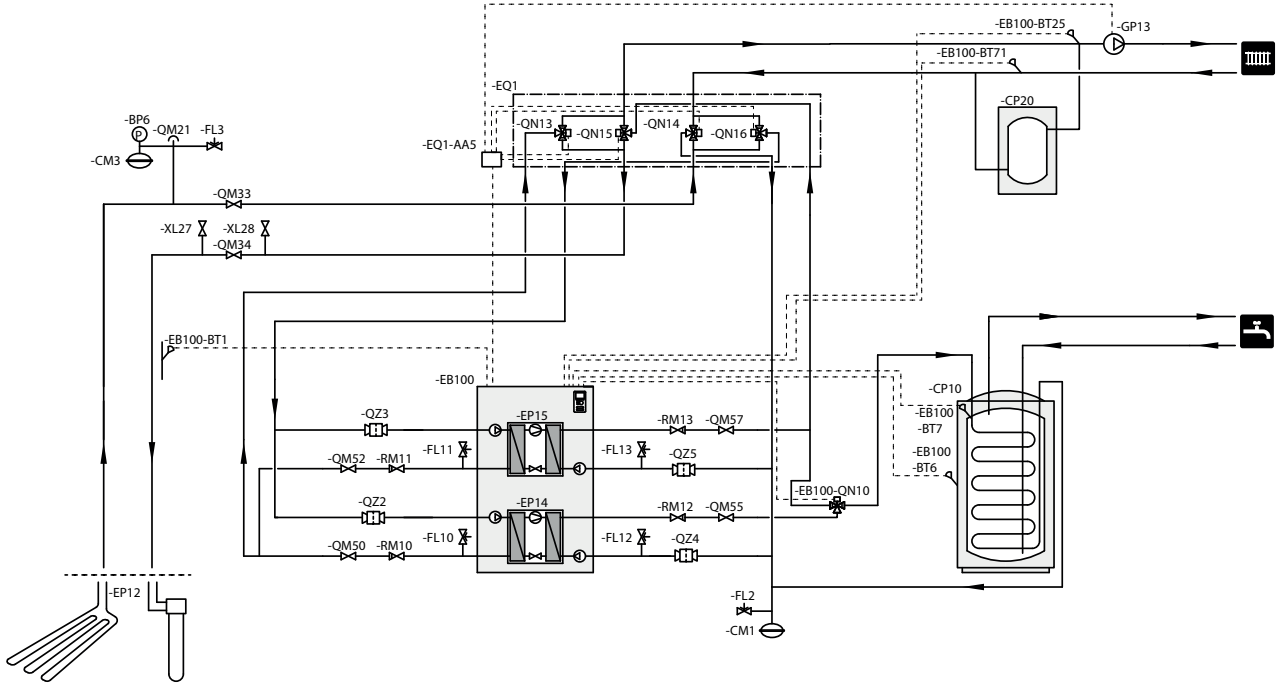 -EB100-BT25
-GP13
-EB100-BT71
-EQ1
-CP20
-BP6
P
-QM21
-FL3
-QN13
-QN15
-QN14
-QN16
-CM3
-EQ1-AA5
-QM33
-XL27
-XL28
-QM34
-EB100-BT1
-EB100
-CP10
-QZ3
-EP15
-RM13
-QM57
-EB100
-BT7
-FL11
-FL13
-QM52
-RM11
-QZ5
-EB100
-BT6
-EB100-QN10
-QZ2
-EP14
-RM12
-QM55
-FL10
-FL12
-QM50
-RM10
-QZ4
-EP12
-FL2
-CM1